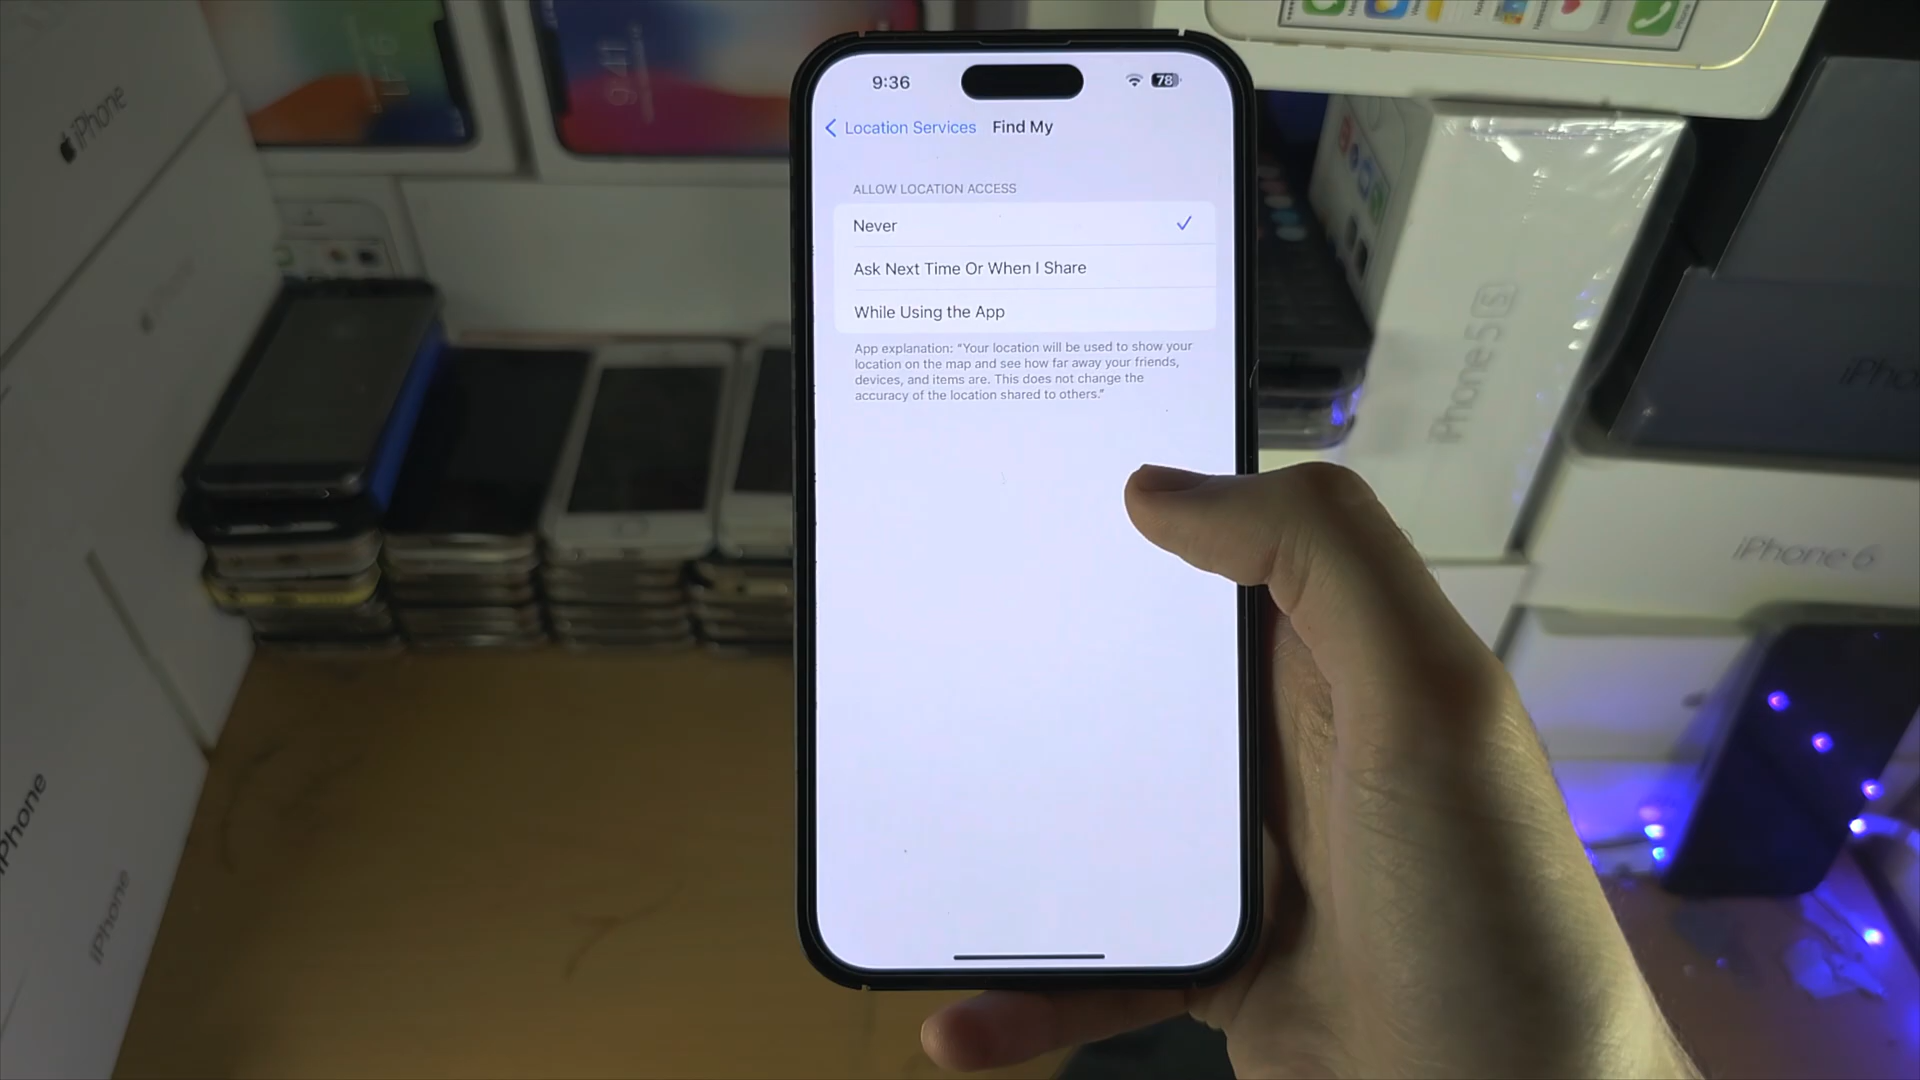 9:36
78
Location Services
Find My
ALLOW LOCATION ACCESS
Never
Ask Next Time Or When I Share
While Using the App
App explanation: “Your location will be used to show your
location on the map and see how far away your friends,
devices, and items are. This does not change the
accuracy of the location shared to others.”
iPhone
9:41
iPhone 5S
iPhone 6
iPhone
iPhone